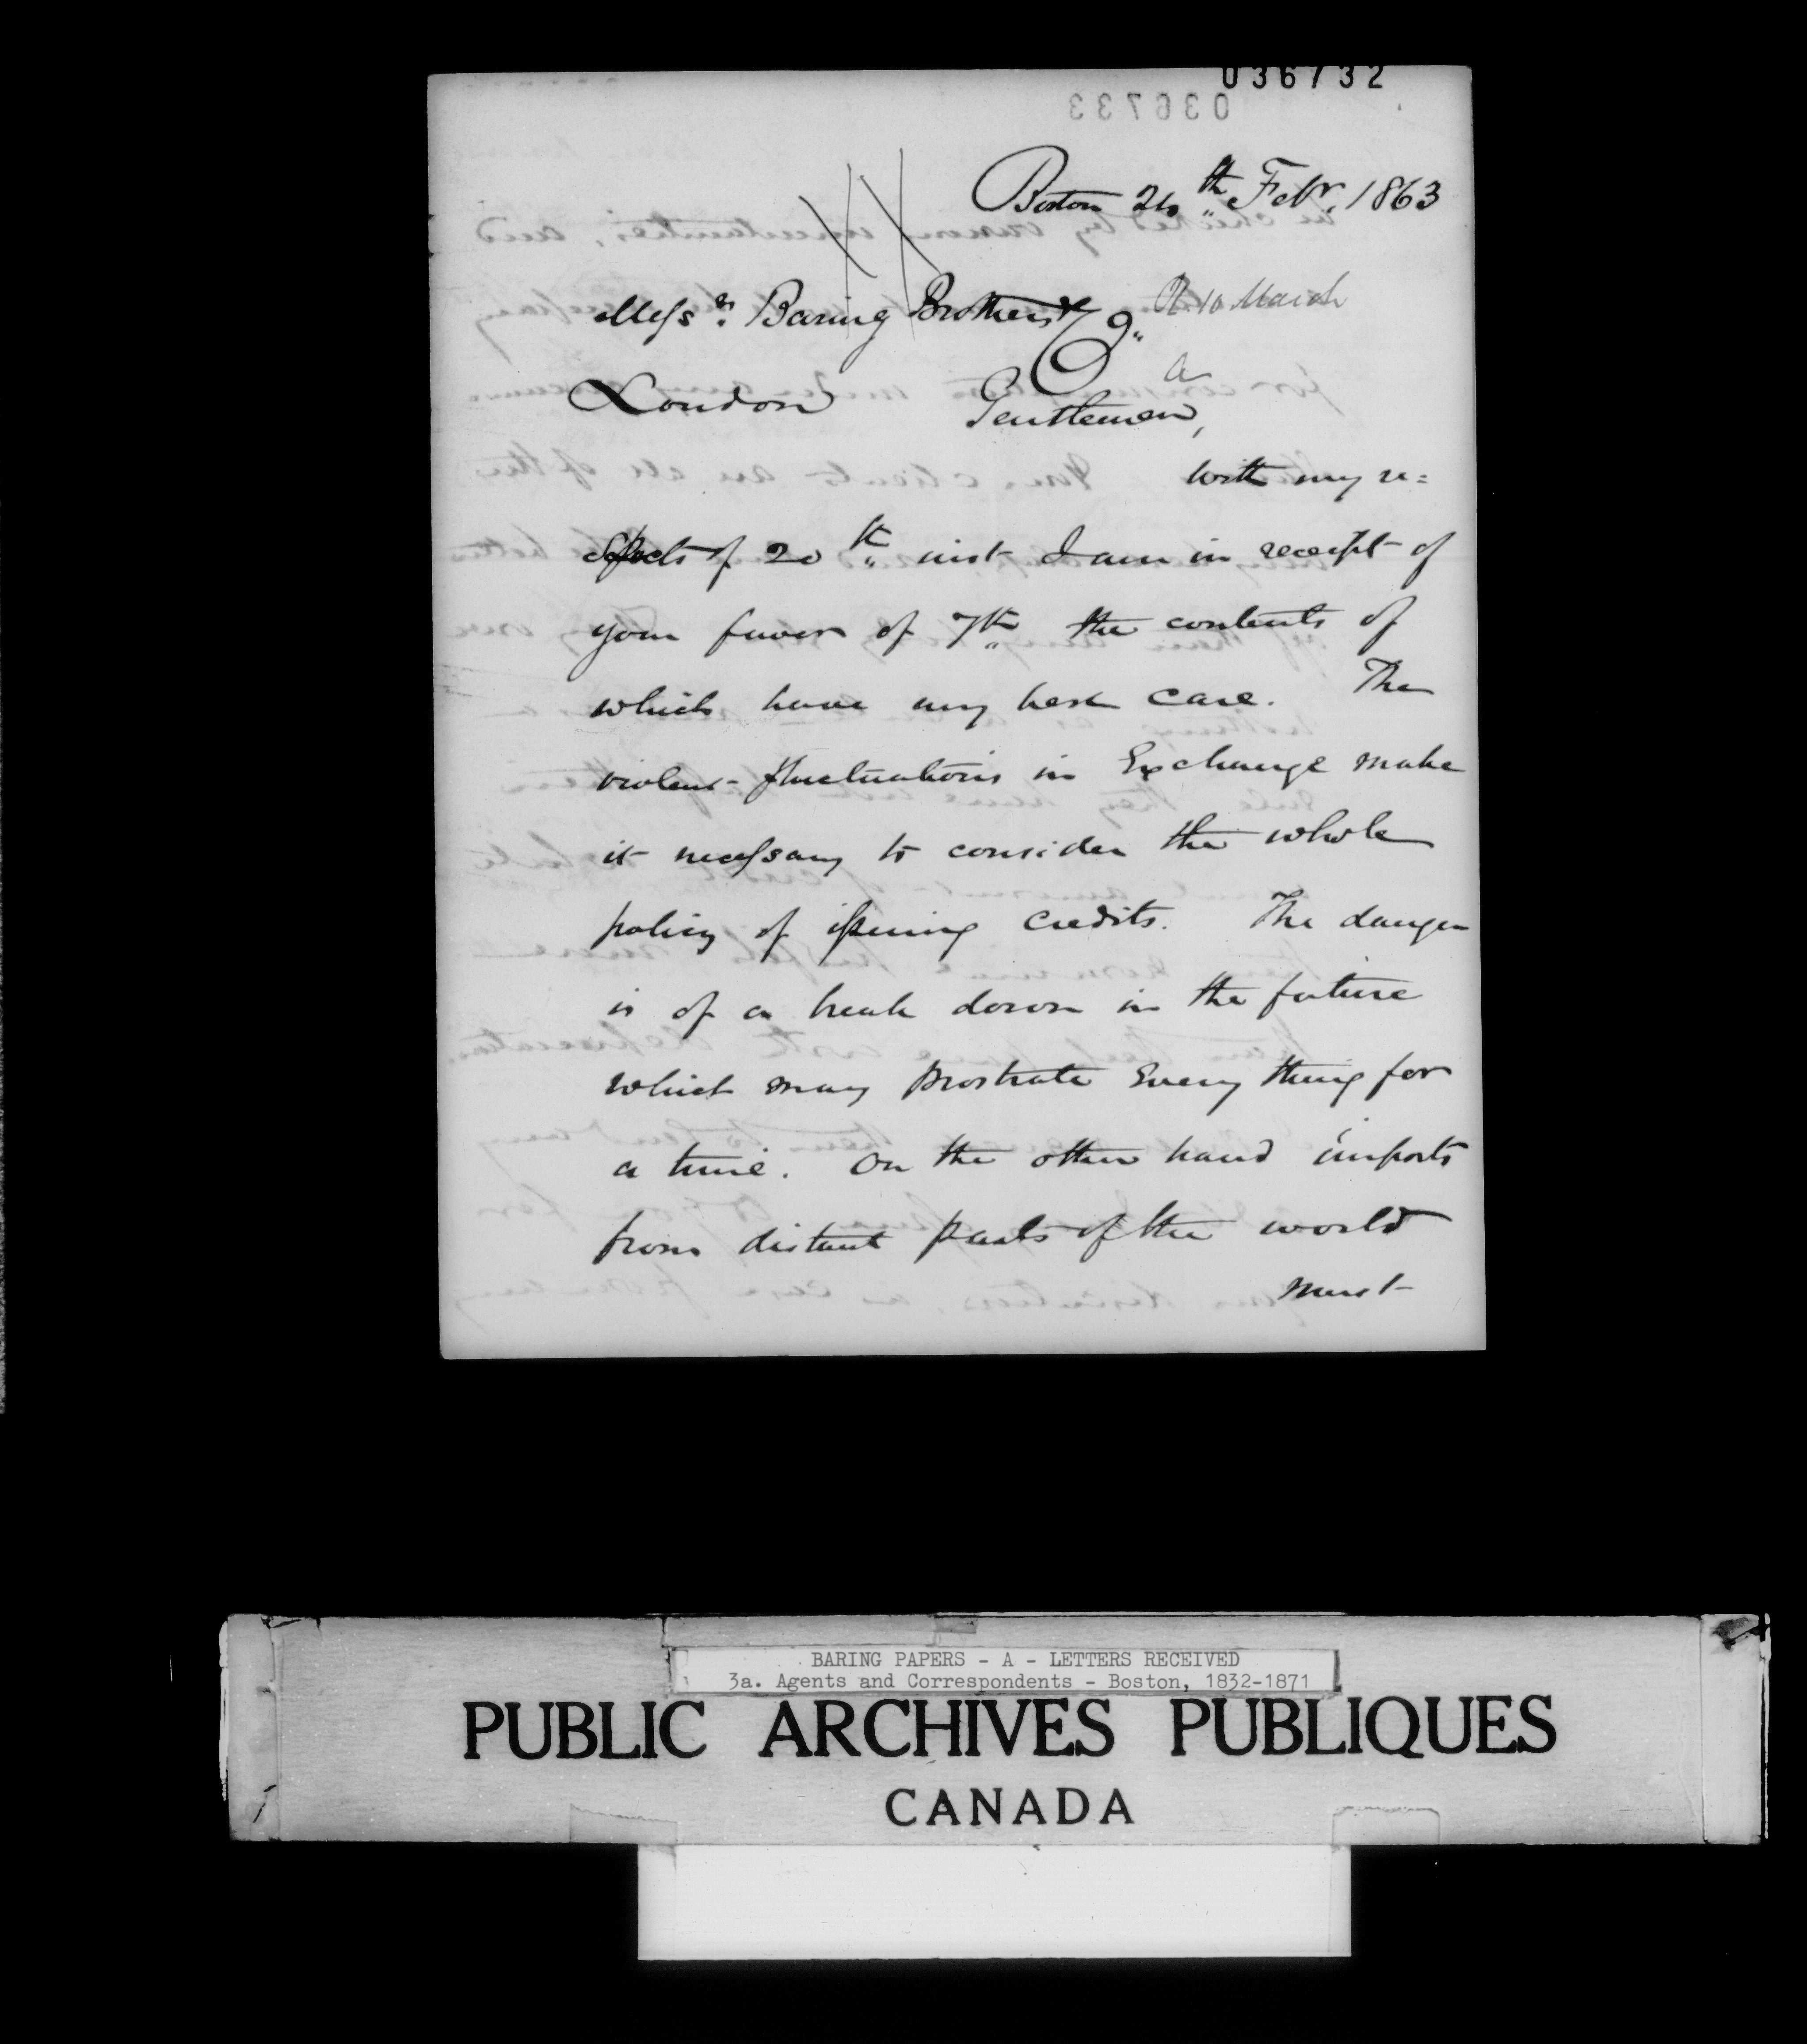 036732
036733
Boston 24th Febr. 1863
Messrs. Baring Brothers & Co.
R 10 March
a
London Gentlemen,
With my re=
spects of 20th inst I am in receipt of
your favor of 7th the contents of
which have my best care. The
violent fluctuations in Exchange make
it necessary to consider the whole
policy of issuing credits. The danger
is of a break down in the future
which may prostrate Every thing for
a time. On the other hand imports
from distant parts of the world
must
BARING PAPERS - A - LETTERS RECEIVED
3a. Agents and Correspondents - Boston, 1832-1871
PUBLIC ARCHIVES PUBLIQUES
CANADA